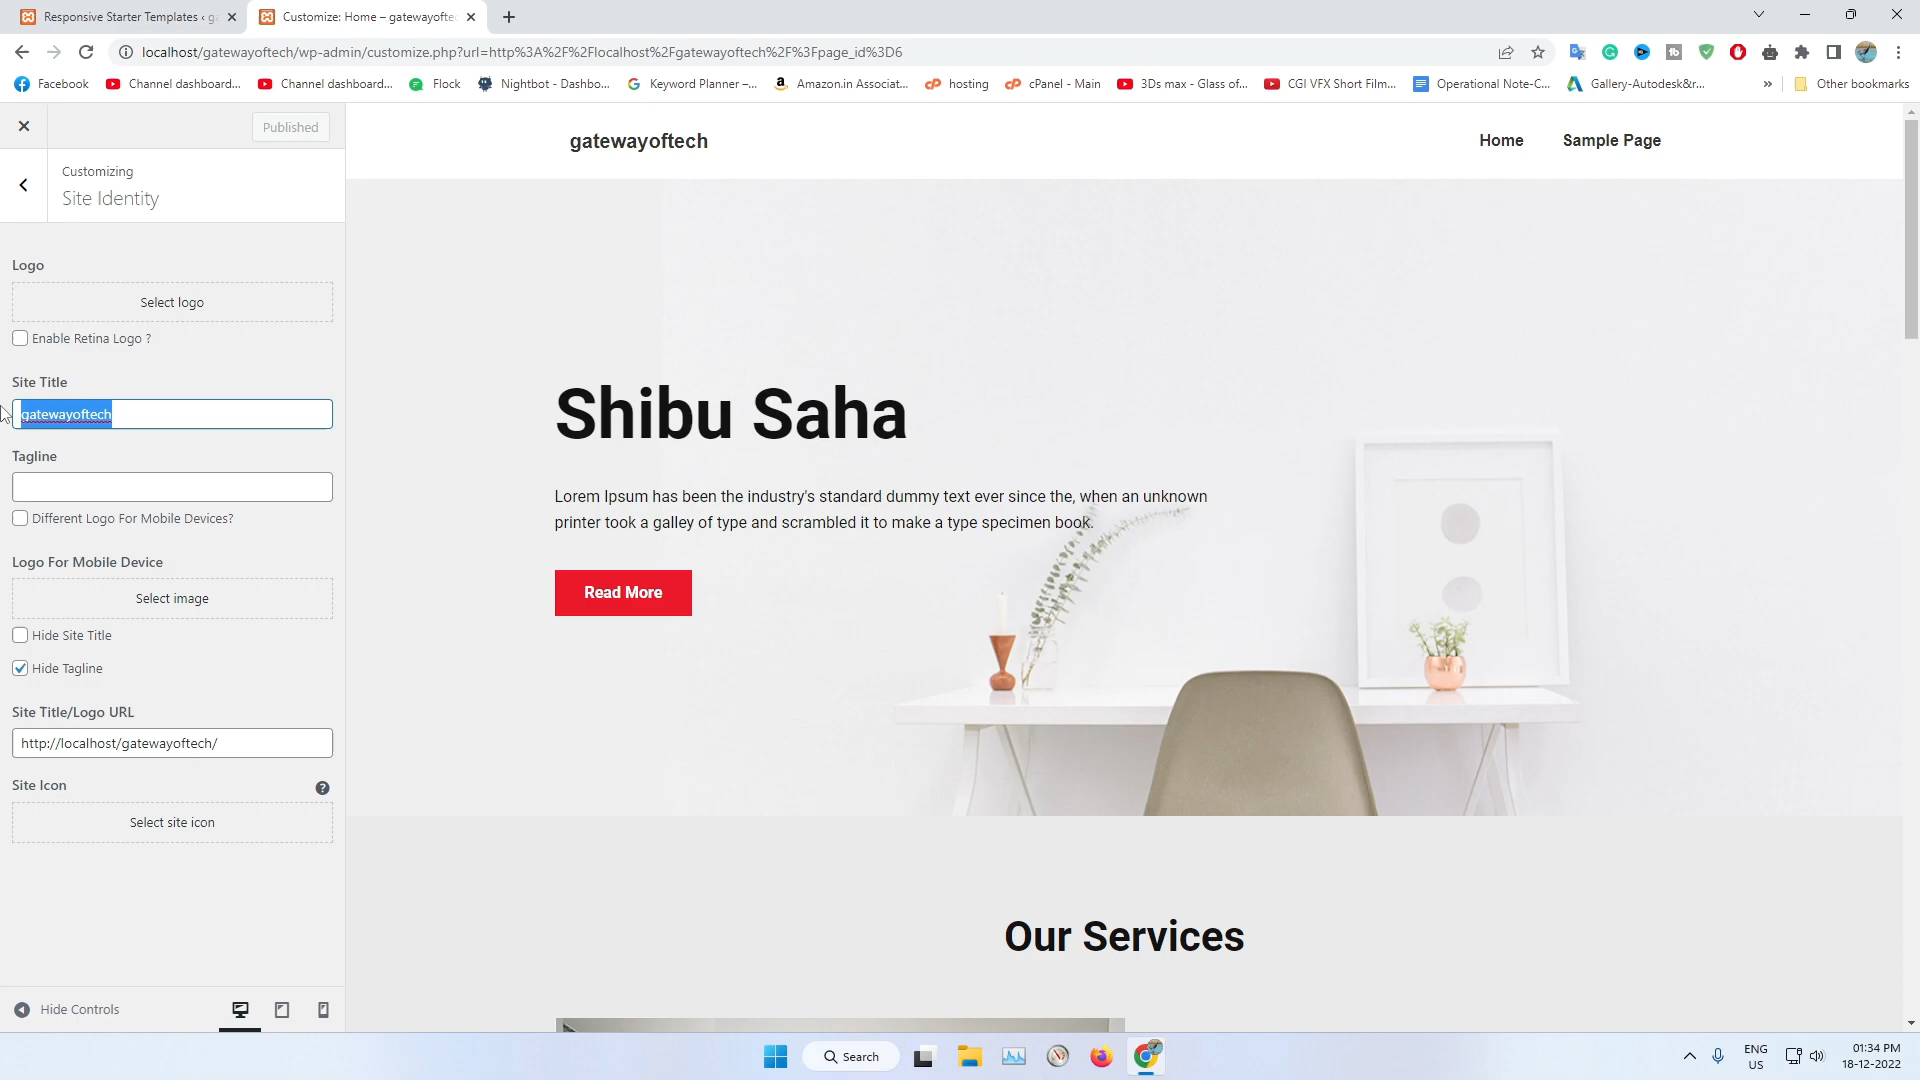 Responsive Starter Templates ‹ g
Customize: Home – gatewayoftec
localhost/gatewayoftech/wp-admin/customize.php?url=http%3A%2F%2Flocalhost%2Fgatewayoftech%2F%3Fpage_id%3D6
Facebook
Channel dashboard...
Channel dashboard...
Flock
Nightbot - Dashbo...
Keyword Planner –...
Amazon.in Associat...
hosting
cPanel - Main
3Ds max - Glass of...
CGI VFX Short Film...
Operational Note-C...
Gallery-Autodesk&r...
»
Other bookmarks
Published
Customizing
Site Identity
Logo
Select logo
Enable Retina Logo ?
Site Title
gatewayoftech
Tagline
Different Logo For Mobile Devices?
Logo For Mobile Device
Select image
Hide Site Title
Hide Tagline
Site Title/Logo URL
http://localhost/gatewayoftech/
Site Icon
Select site icon
Hide Controls
gatewayoftech
Home
Sample Page
Shibu Saha
Lorem Ipsum has been the industry's standard dummy text ever since the, when an unknown
printer took a galley of type and scrambled it to make a type specimen book.
Read More
Our Services
Search
ENG
US
01:34 PM
18-12-2022